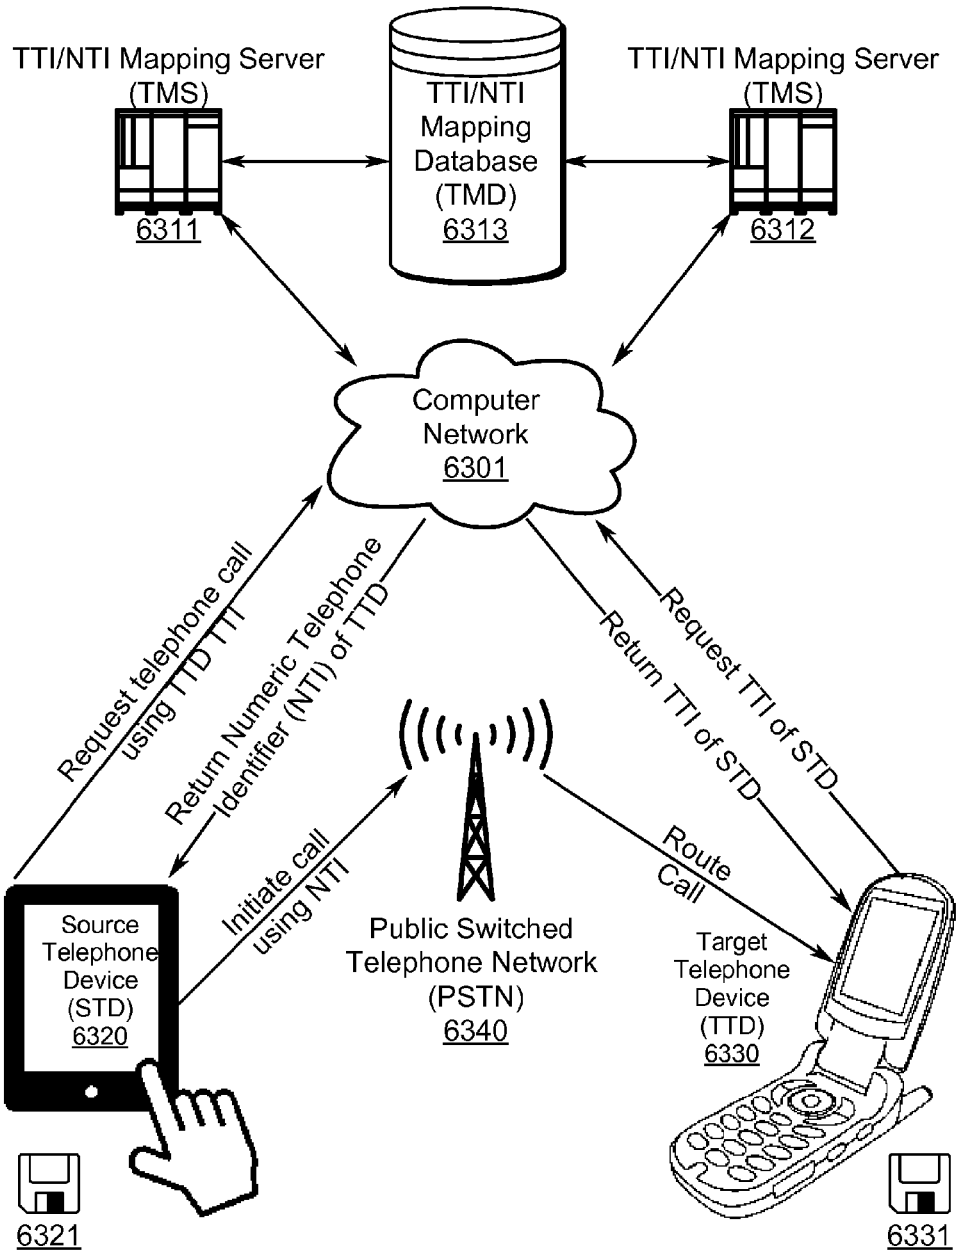 TTI/NTI Mapping Server
(TMS)
6311
TTI/NTI
Mapping
Database
(TMD)
6313
TTI/NTI Mapping Server
(TMS)
6312
Computer
Network
6301
Request telephone call
using TTD TTI
Return Numeric Telephone
Identifier (NTI) of TTD
Return TTI of STD
Request TTI of STD
Initiate call
using NTI
Route
Call
Source
Telephone
Device
(STD)
6320
Public Switched
Telephone Network
(PSTN)
6340
Target
Telephone
Device
(TTD)
6330
6321
6331